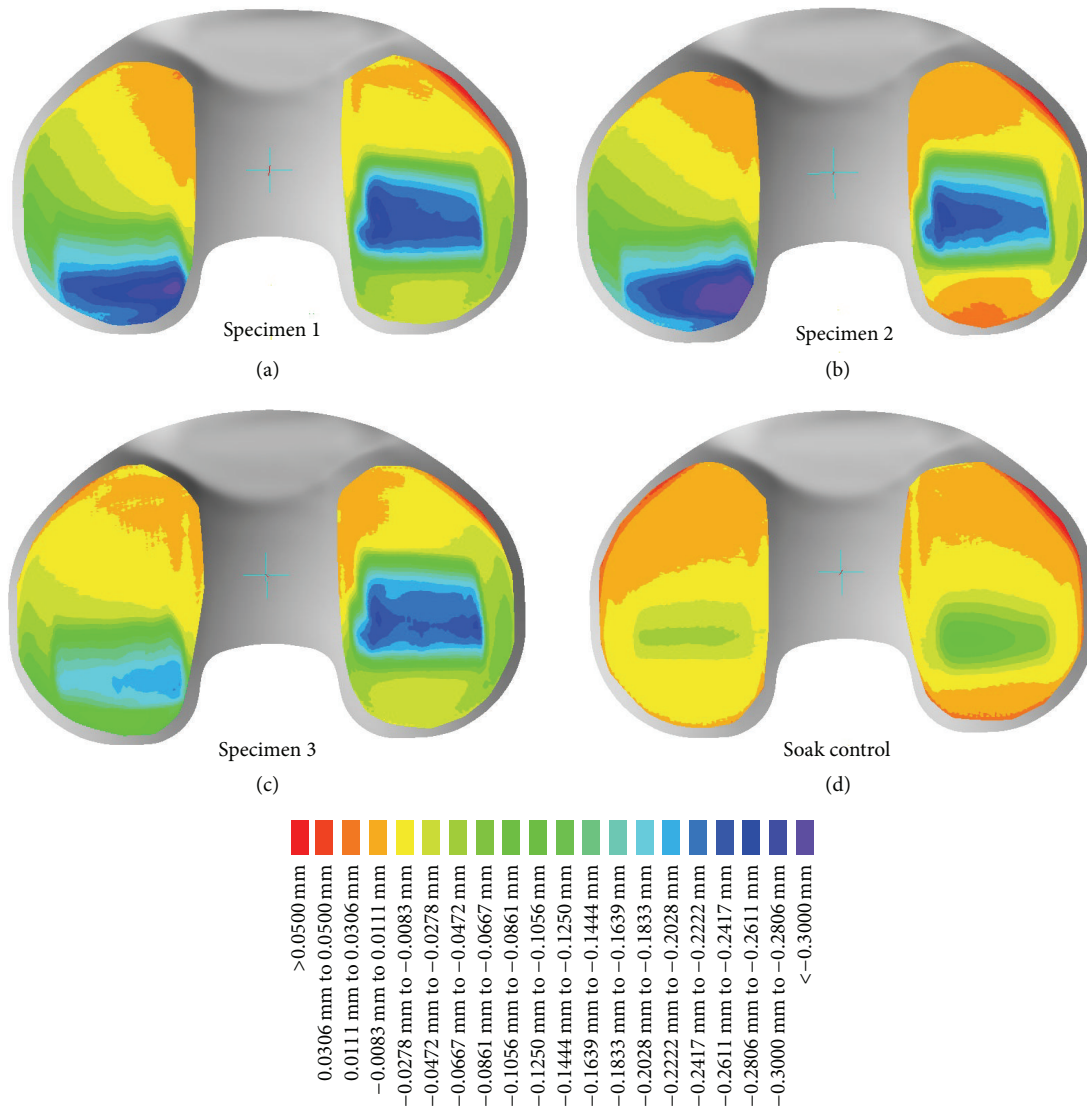 Specimen 1
(a)
Specimen 2
(b)
Specimen 3
(c)
Soak control
(d)
>0.0500 mm
0.0306 mm to 0.0500 mm
0.0111 mm to 0.0306 mm
−0.0083 mm to 0.0111 mm
−0.0278 mm to −0.0083 mm
−0.0472 mm to −0.0278 mm
−0.0667 mm to −0.0472 mm
−0.0861 mm to −0.0667 mm
−0.1056 mm to −0.0861 mm
−0.1250 mm to −0.1056 mm
−0.1444 mm to −0.1250 mm
−0.1639 mm to −0.1444 mm
−0.1833 mm to −0.1639 mm
−0.2028 mm to −0.1833 mm
−0.2222 mm to −0.2028 mm
−0.2417 mm to −0.2222 mm
−0.2611 mm to −0.2417 mm
−0.2806 mm to −0.2611 mm
−0.3000 mm to −0.2806 mm
<−0.3000 mm